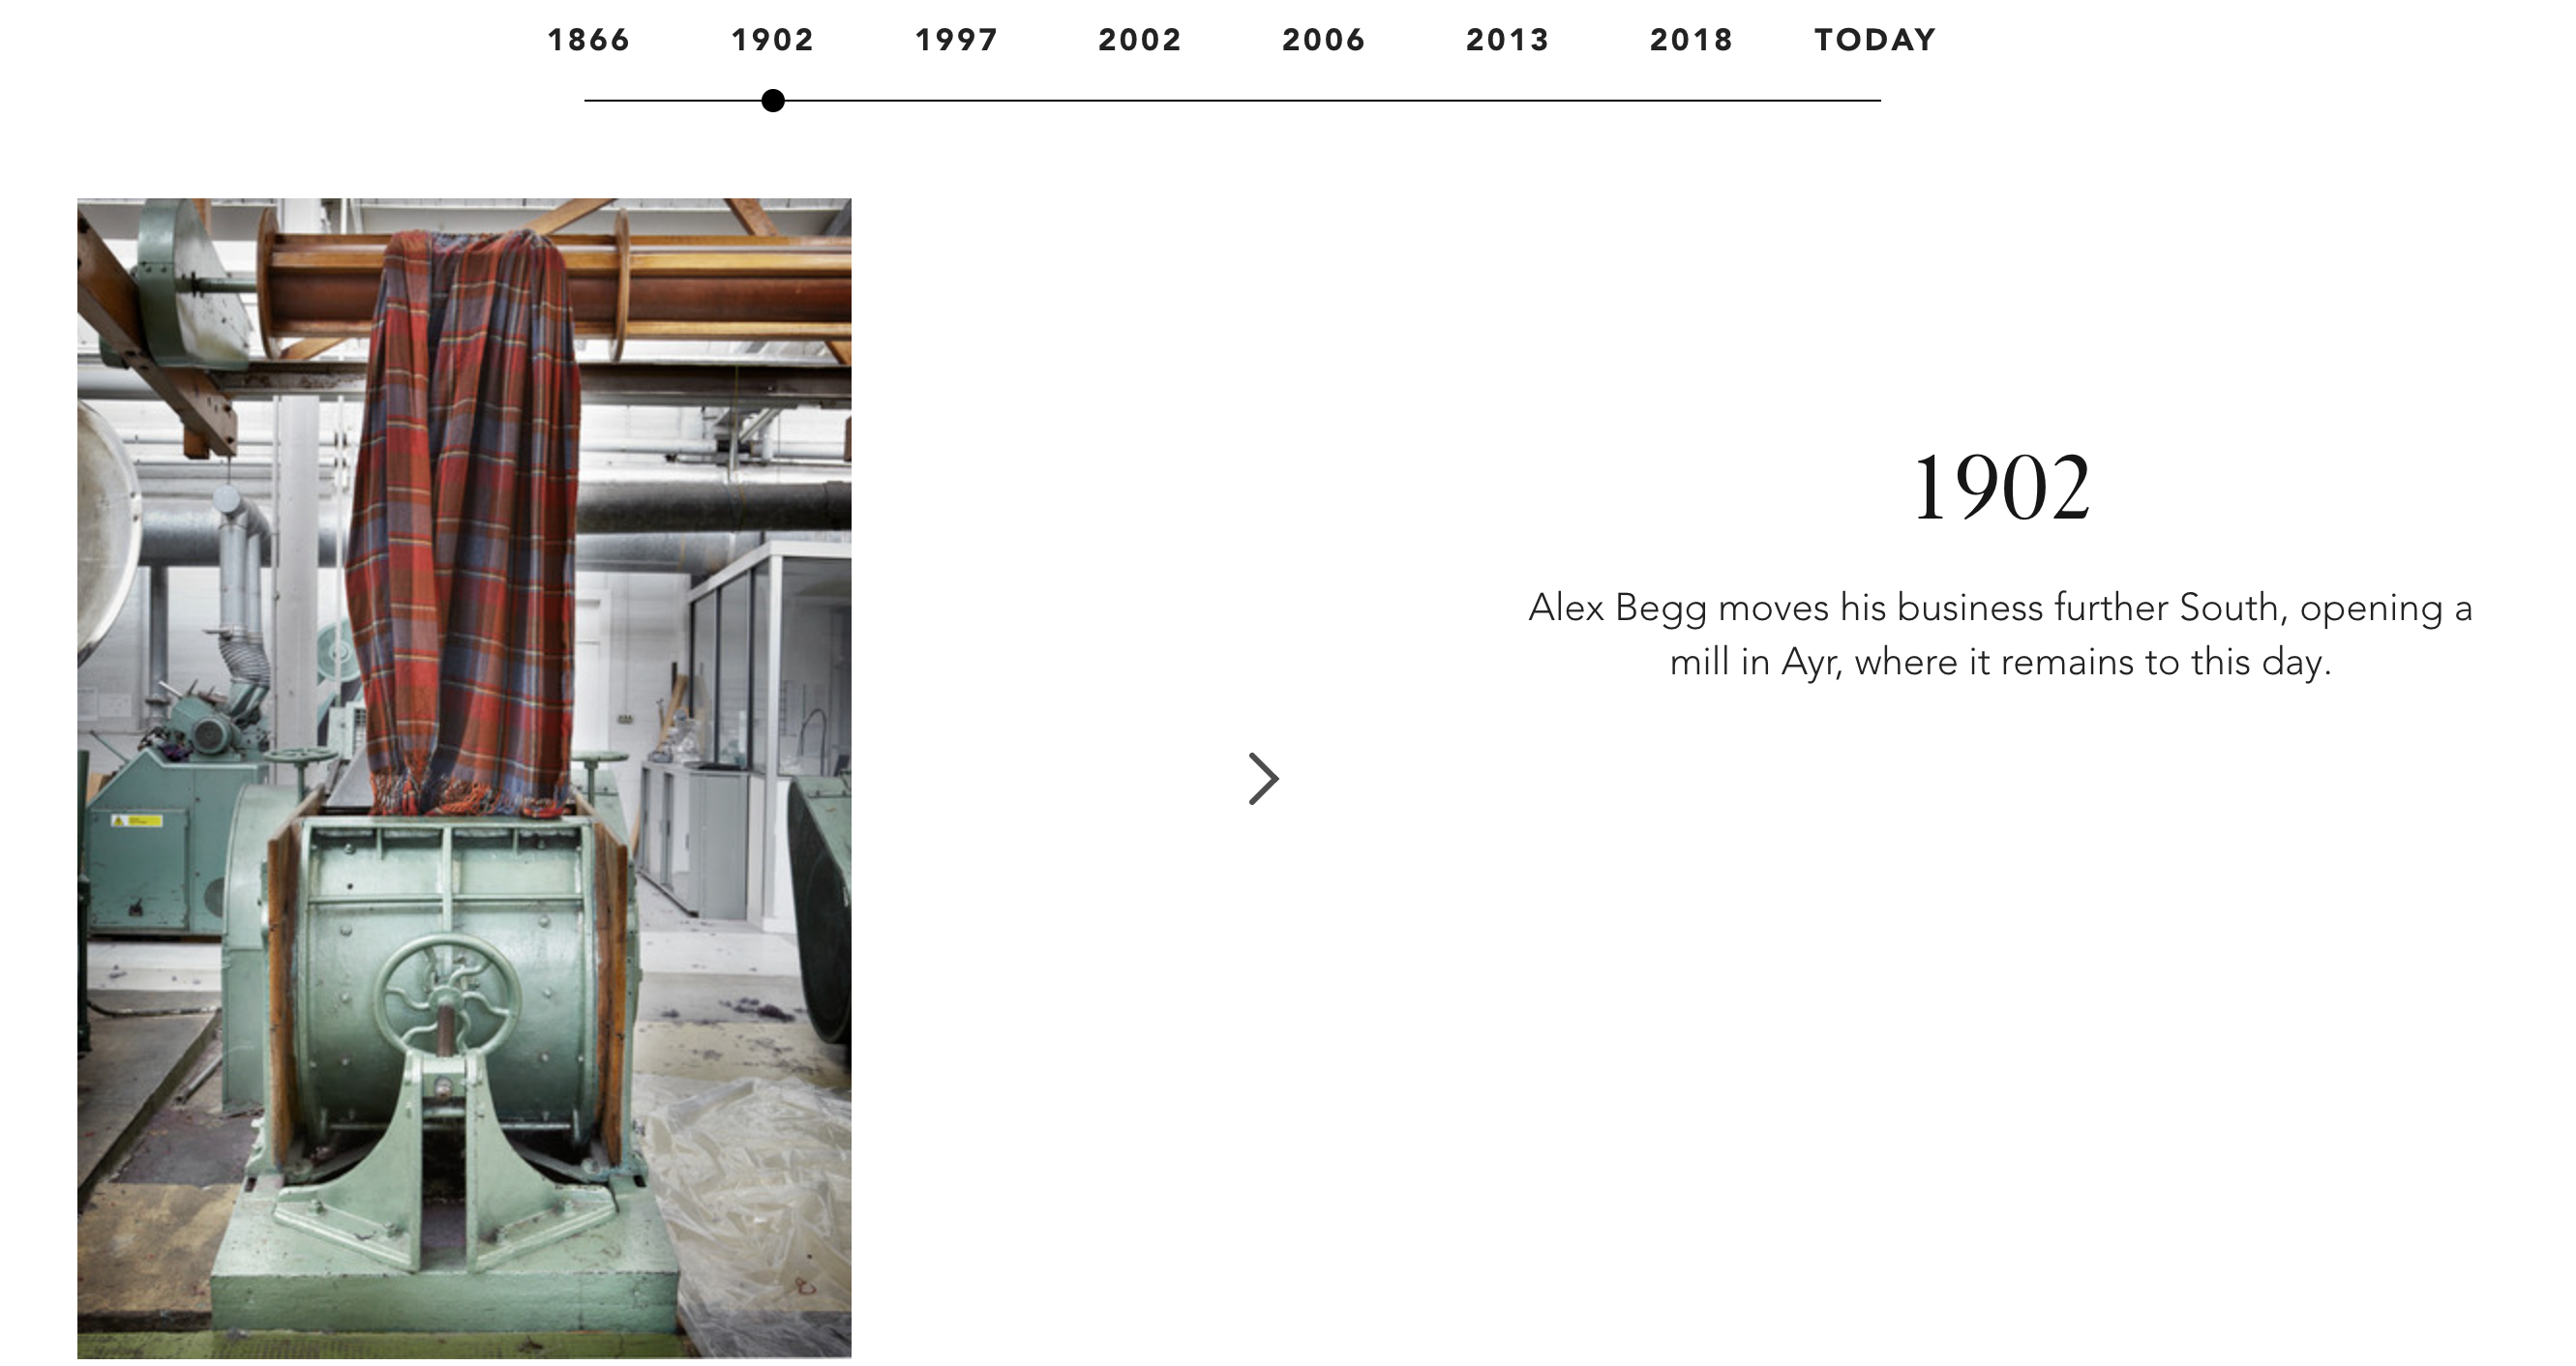 1866 1902 1997 2002 2006 2013 2018 TODAY
1902
Alex Begg moves his business further South, opening a
mill in Ayr, where it remains to this day.